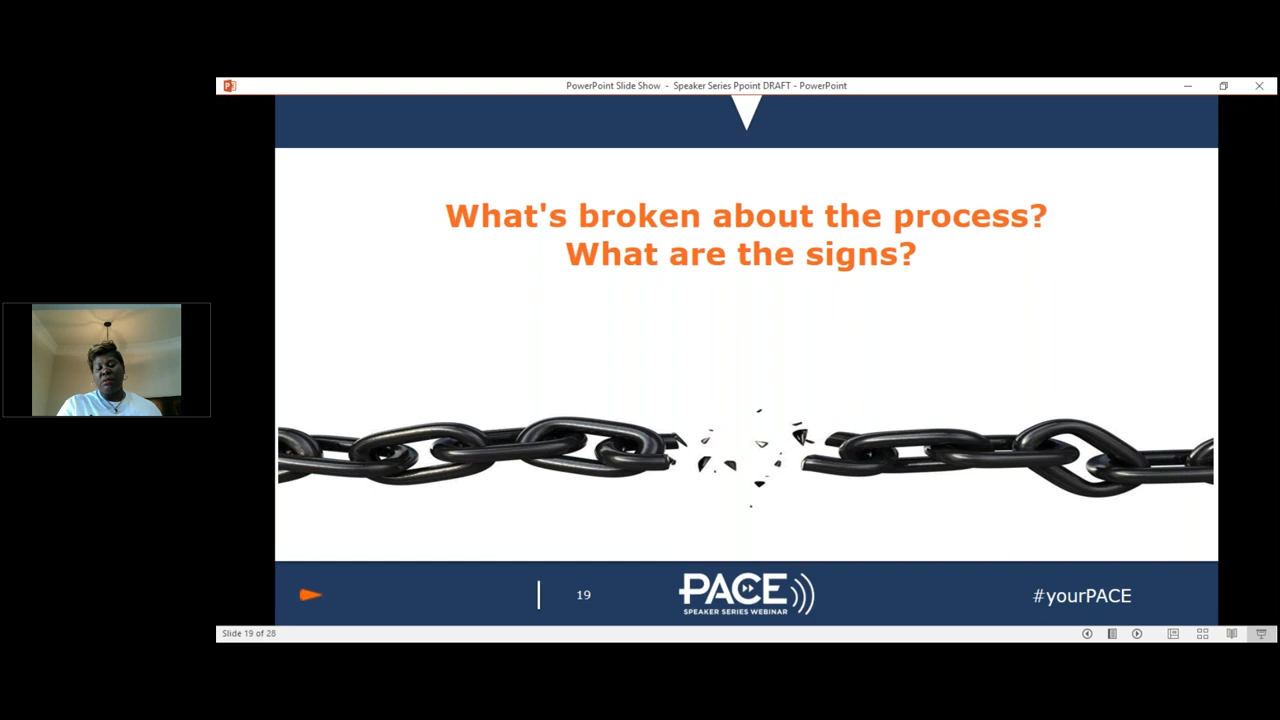 PowerPoint Slide Show - Speaker Series Ppoint DRAFT - PowerPoint
What's broken about the process?
What are the signs?
19
PACE
SPEAKER SERIES WEBINAR
#yourPACE
Slide 19 of 28